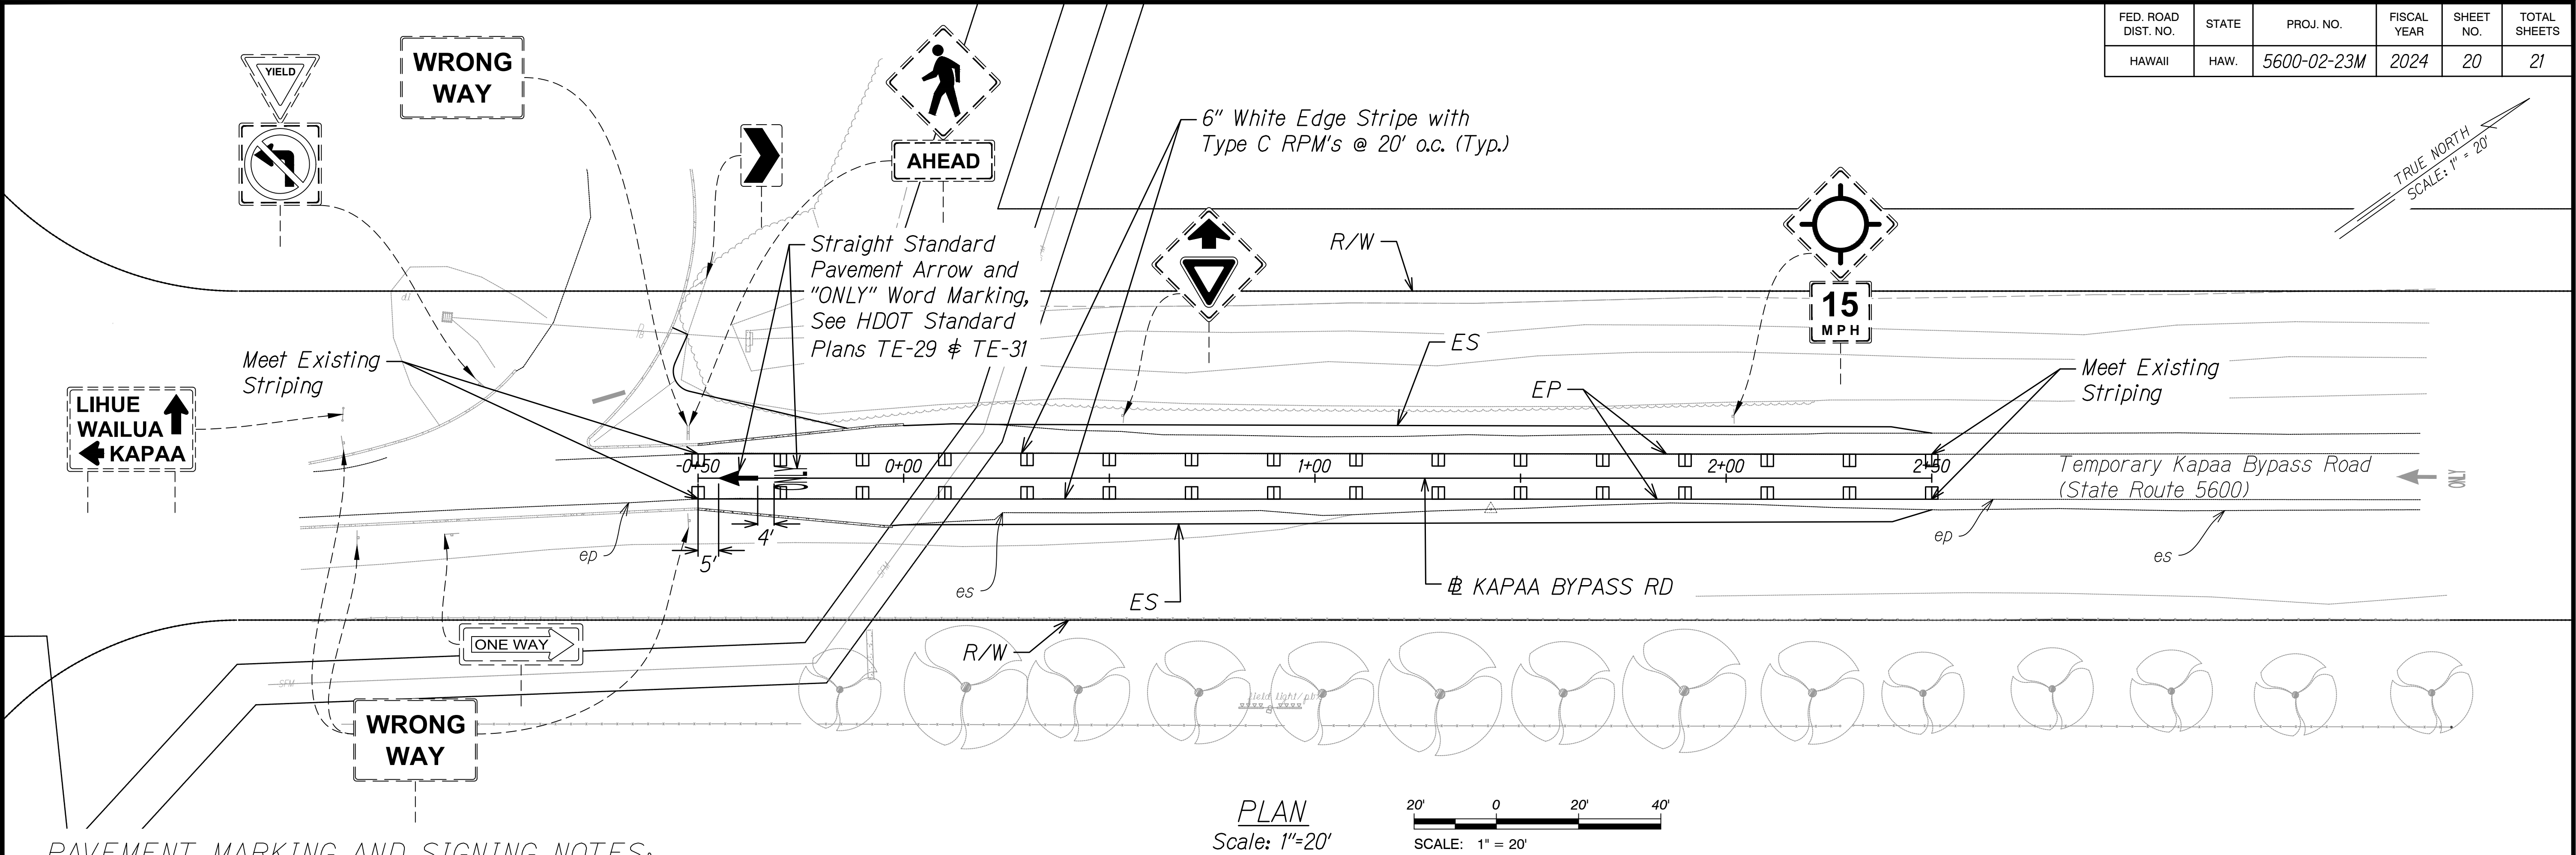 FED. ROAD DIST. NO. STATE PROJ. NO. FISCAL YEAR SHEET NO. TOTAL SHEETS
HAWAII HAW. 5600-02-23M 2024 20 21
TRUE NORTH
SCALE: 1" = 20'
YIELD
WRONG
WAY
AHEAD
6" White Edge Stripe with
Type C RPM's @ 20' o.c. (Typ.)
Straight Standard
Pavement Arrow and
"ONLY" Word Marking,
See HDOT Standard
Plans TE-29 & TE-31
R/W
15
MPH
dl
Meet Existing
Striping
LIHUE
WAILUA
KAPAA
ES
EP
Meet Existing
Striping
-0+50 0+00 1+00 2+00 2+50
Temporary Kapaa Bypass Road
(State Route 5600)
ONLY
4'
5'
ep
es
ES
℄ KAPAA BYPASS RD
ep
es
SFM
R/W
ONE WAY
SFM
WRONG
WAY
field light/pb
PLAN
Scale: 1"=20'
20' 0 20' 40'
SCALE: 1" = 20'
PAVEMENT MARKING AND SIGNING NOTES: